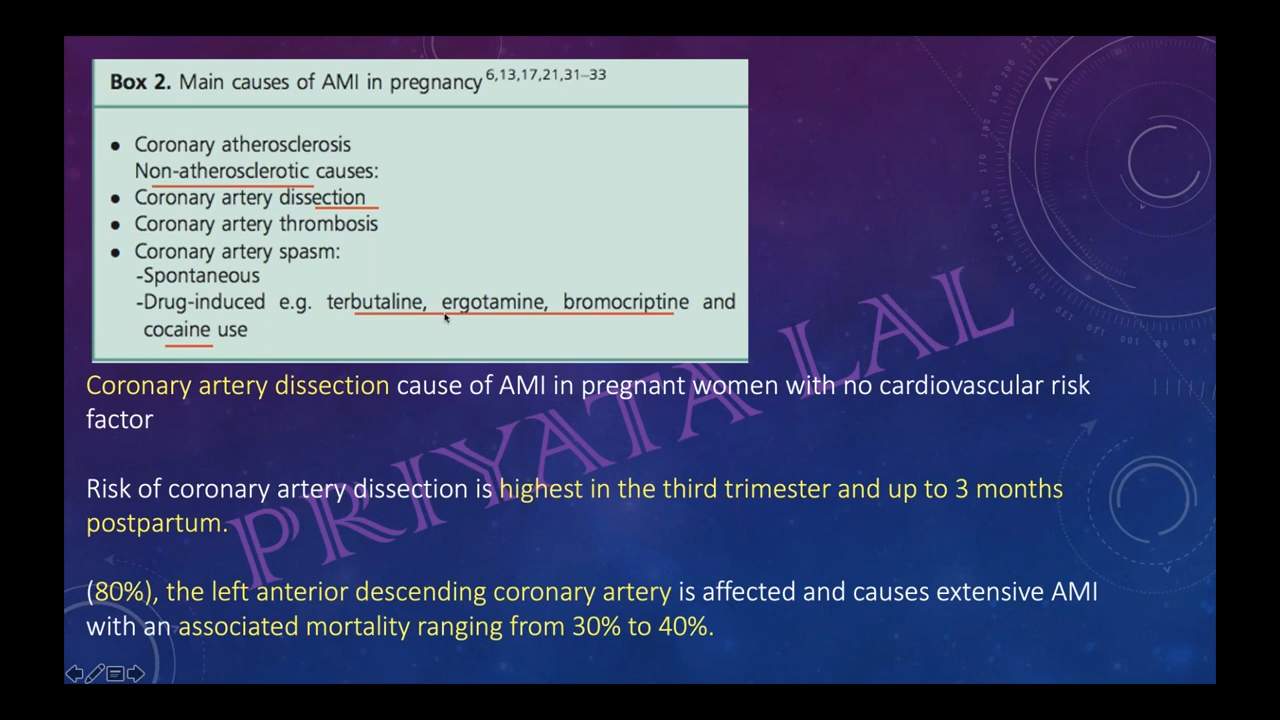 Box 2. Main causes of AMI in pregnancy 6,13,17,21,31–33
• Coronary atherosclerosis
Non-atherosclerotic causes:
• Coronary artery dissection
• Coronary artery thrombosis
• Coronary artery spasm:
-Spontaneous
-Drug-induced e.g. terbutaline, ergotamine, bromocriptine and
cocaine use
Coronary artery dissection cause of AMI in pregnant women with no cardiovascular risk
factor
Risk of coronary artery dissection is highest in the third trimester and up to 3 months
postpartum.
(80%), the left anterior descending coronary artery is affected and causes extensive AMI
with an associated mortality ranging from 30% to 40%.
PRIYATA LAL